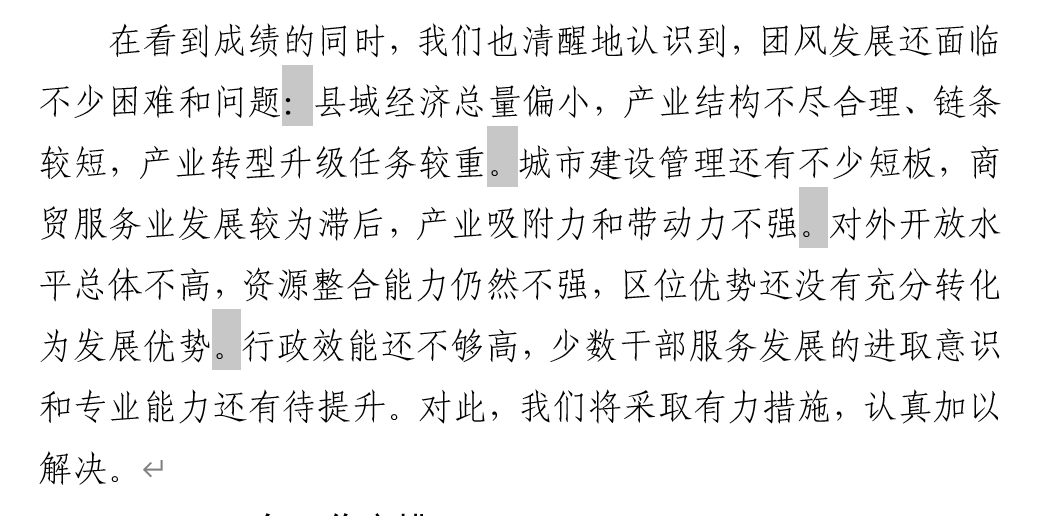 在看到成绩的同时，我们也清醒地认识到，团风发展还面临
不少困难和问题：县域经济总量偏小，产业结构不尽合理、链条
较短，产业转型升级任务较重。城市建设管理还有不少短板，商
贸服务业发展较为滞后，产业吸附力和带动力不强。对外开放水
平总体不高，资源整合能力仍然不强，区位优势还没有充分转化
为发展优势。行政效能还不够高，少数干部服务发展的进取意识
和专业能力还有待提升。对此，我们将采取有力措施，认真加以
解决。↵